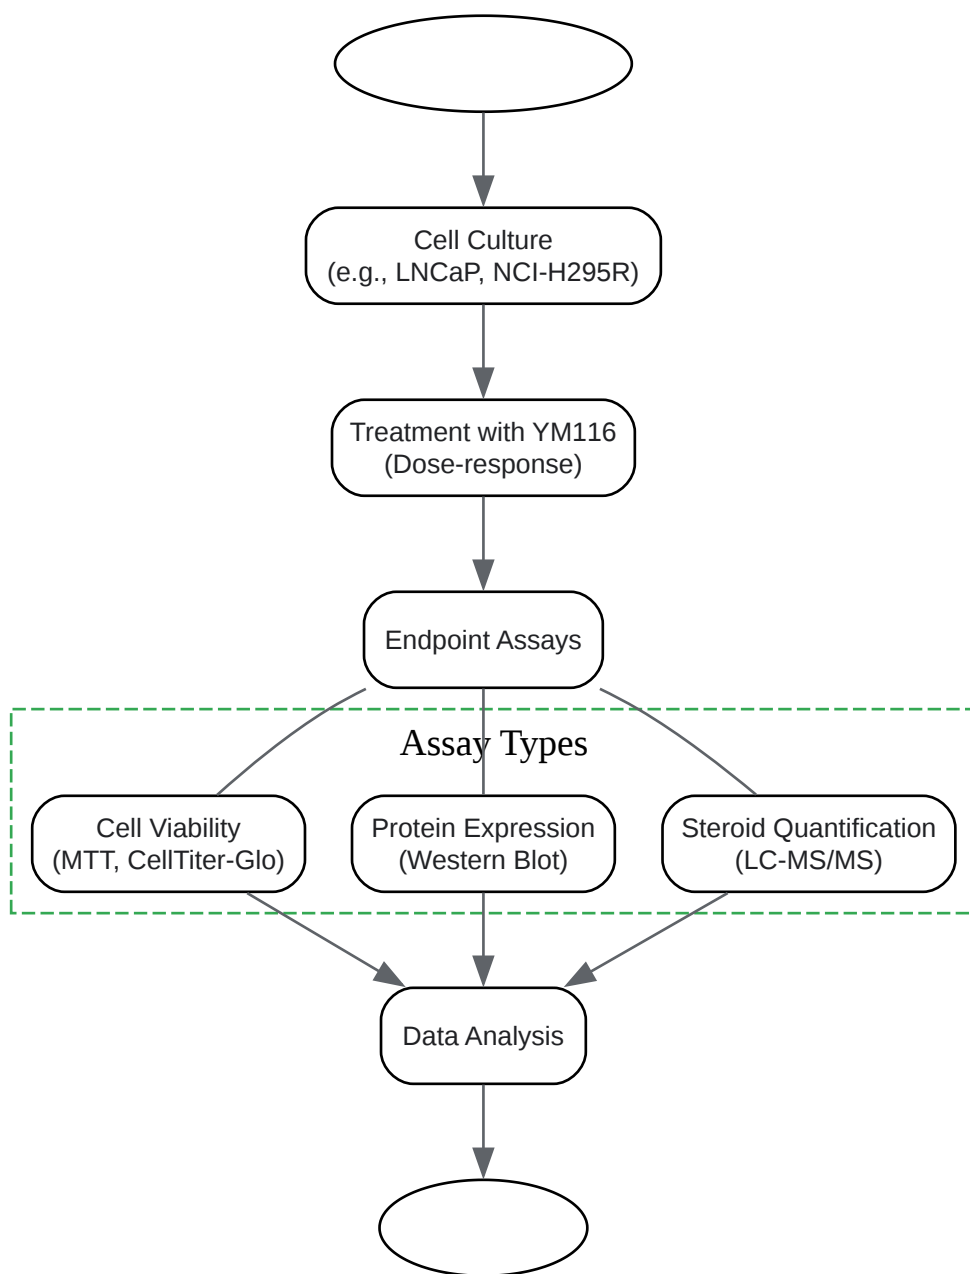 Cell Culture
(e.g., LNCaP, NCI-H295R)
Treatment with YM116
(Dose-response)
Endpoint Assays
Assay Types
Cell Viability
(MTT, CellTiter-Glo)
Protein Expression
(Western Blot)
Steroid Quantification
(LC-MS/MS)
Data Analysis